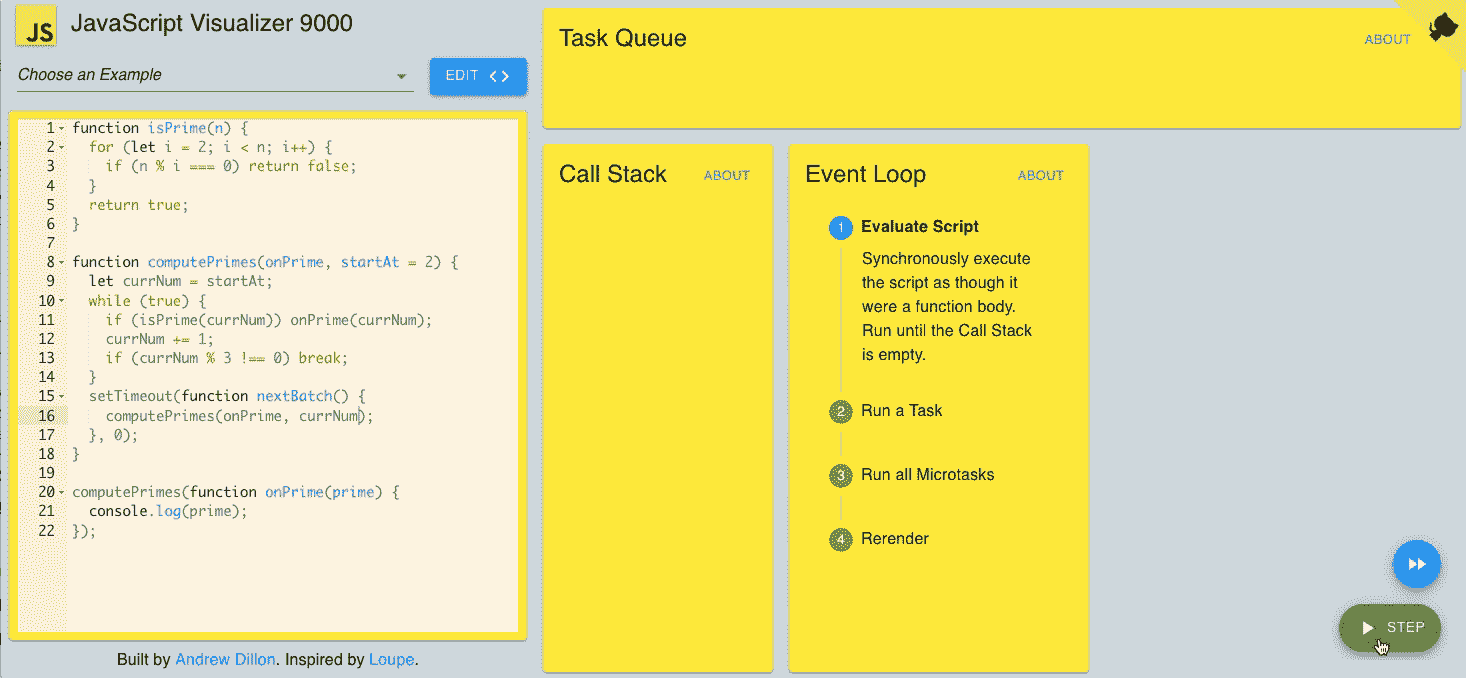 JS JavaScript Visualizer 9000
Choose an Example
EDIT <>
1 function isPrime(n) {
2   for (let i = 2; i < n; i++) {
3     if (n % i === 0) return false;
4   }
5   return true;
6 }
7
8 function computePrimes(onPrime, startAt = 2) {
9   let currNum = startAt;
10   while (true) {
11     if (isPrime(currNum)) onPrime(currNum);
12     currNum += 1;
13     if (currNum % 3 !== 0) break;
14   }
15   setTimeout(function nextBatch() {
16     computePrimes(onPrime, currNum);
17   }, 0);
18 }
19
20 computePrimes(function onPrime(prime) {
21   console.log(prime);
22 });
Built by Andrew Dillon. Inspired by Loupe.
Task Queue
ABOUT
Call Stack
ABOUT
Event Loop
ABOUT
1 Evaluate Script
Synchronously execute
the script as though it
were a function body.
Run until the Call Stack
is empty.
2 Run a Task
3 Run all Microtasks
4 Rerender
STEP